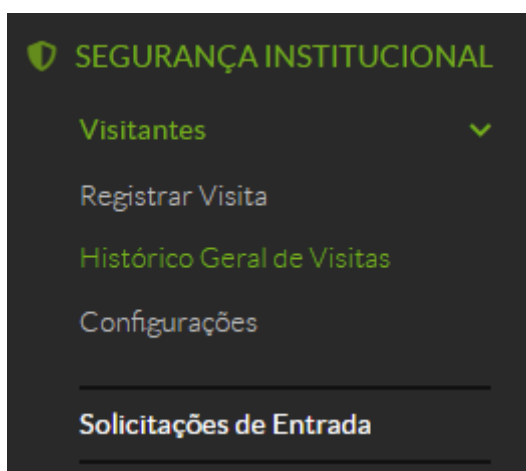 SEGURANÇA INSTITUCIONAL
Visitantes
Registrar Visita
Histórico Geral de Visitas
Configurações
Solicitações de Entrada